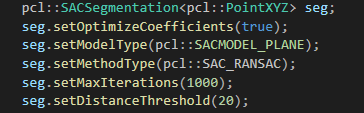 pcl::SACSegmentation<pcl::PointXYZ> seg;
seg.setOptimizeCoefficients(true);
seg.setModelType(pcl::SACMODEL_PLANE);
seg.setMethodType(pcl::SAC_RANSAC);
seg.setMaxIterations(1000);
seg.setDistanceThreshold(20);